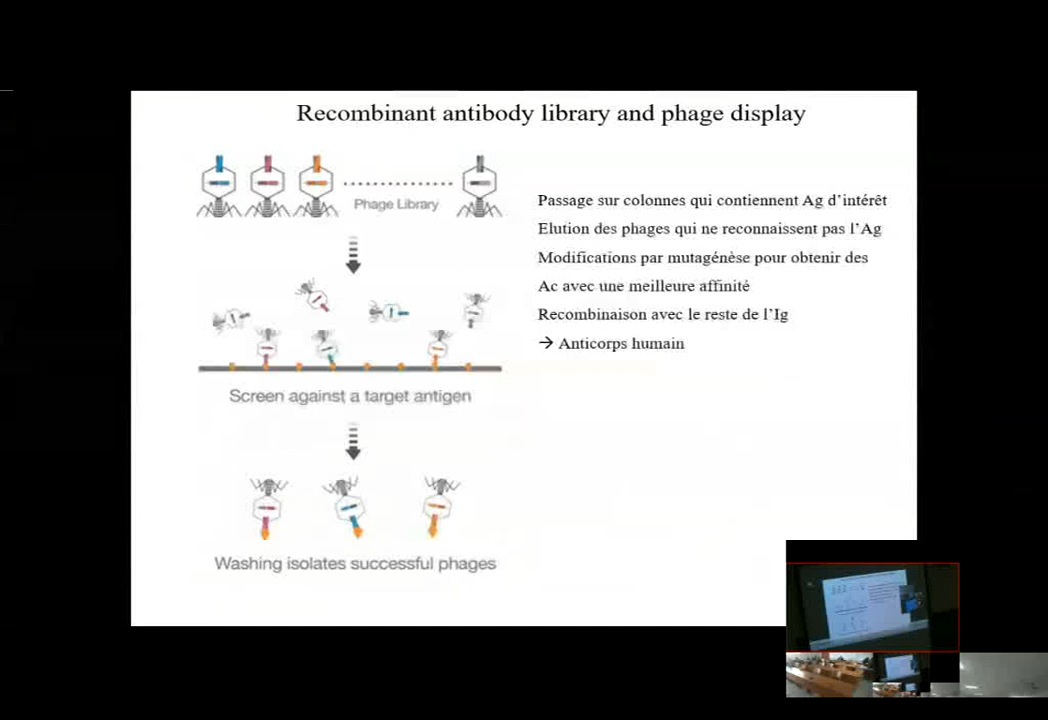 Recombinant antibody library and phage display
Phage Library
Passage sur colonnes qui contiennent Ag d’intérêt
Elution des phages qui ne reconnaissent pas l’Ag
Modifications par mutagénèse pour obtenir des
Ac avec une meilleure affinité
Recombinaison avec le reste de l’Ig
→ Anticorps humain
Screen against a target antigen
Washing isolates successful phages